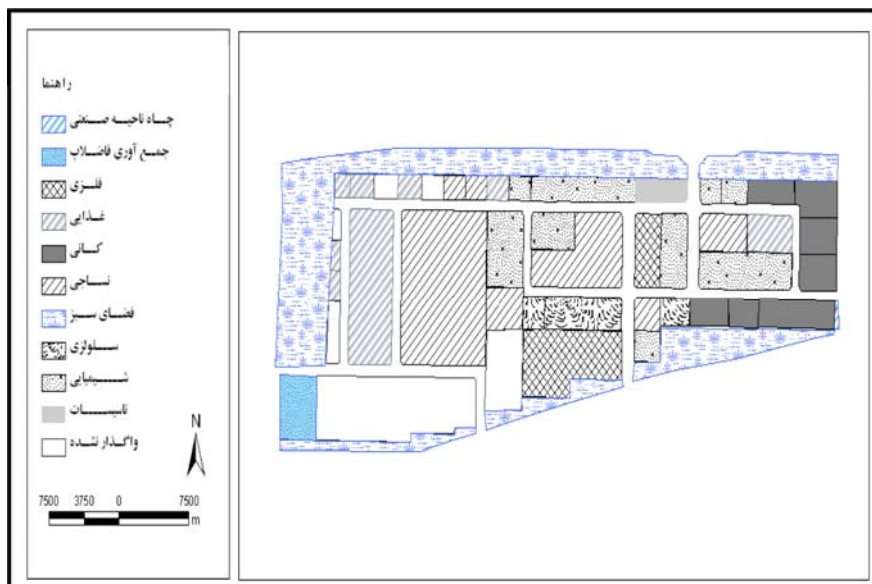 راهنما
چاه ناحیه صنعتی
جمع آوری فاضلاب
فلزی
غذایی
کانی
نساجی
فضای سبز
سلولزی
شیمیایی
تاسیسات
واگذار نشده
N
7500 3750 0 7500
m